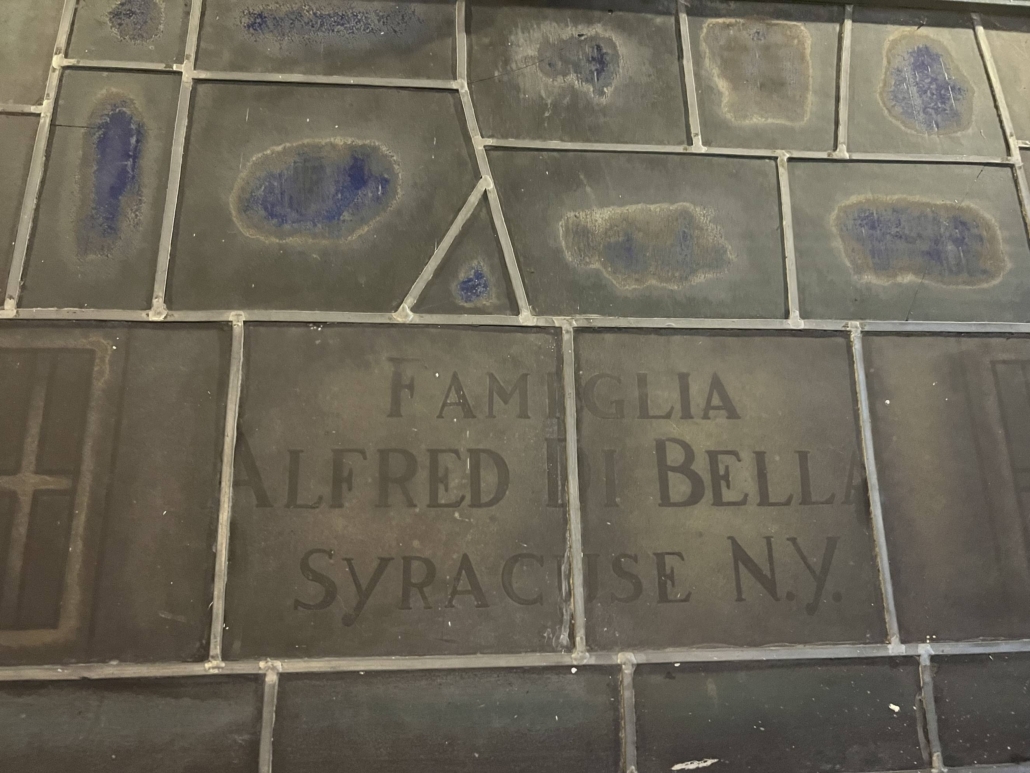 FAMIGLIA
ALFRED DI BELLA
SYRACUSE N.Y.